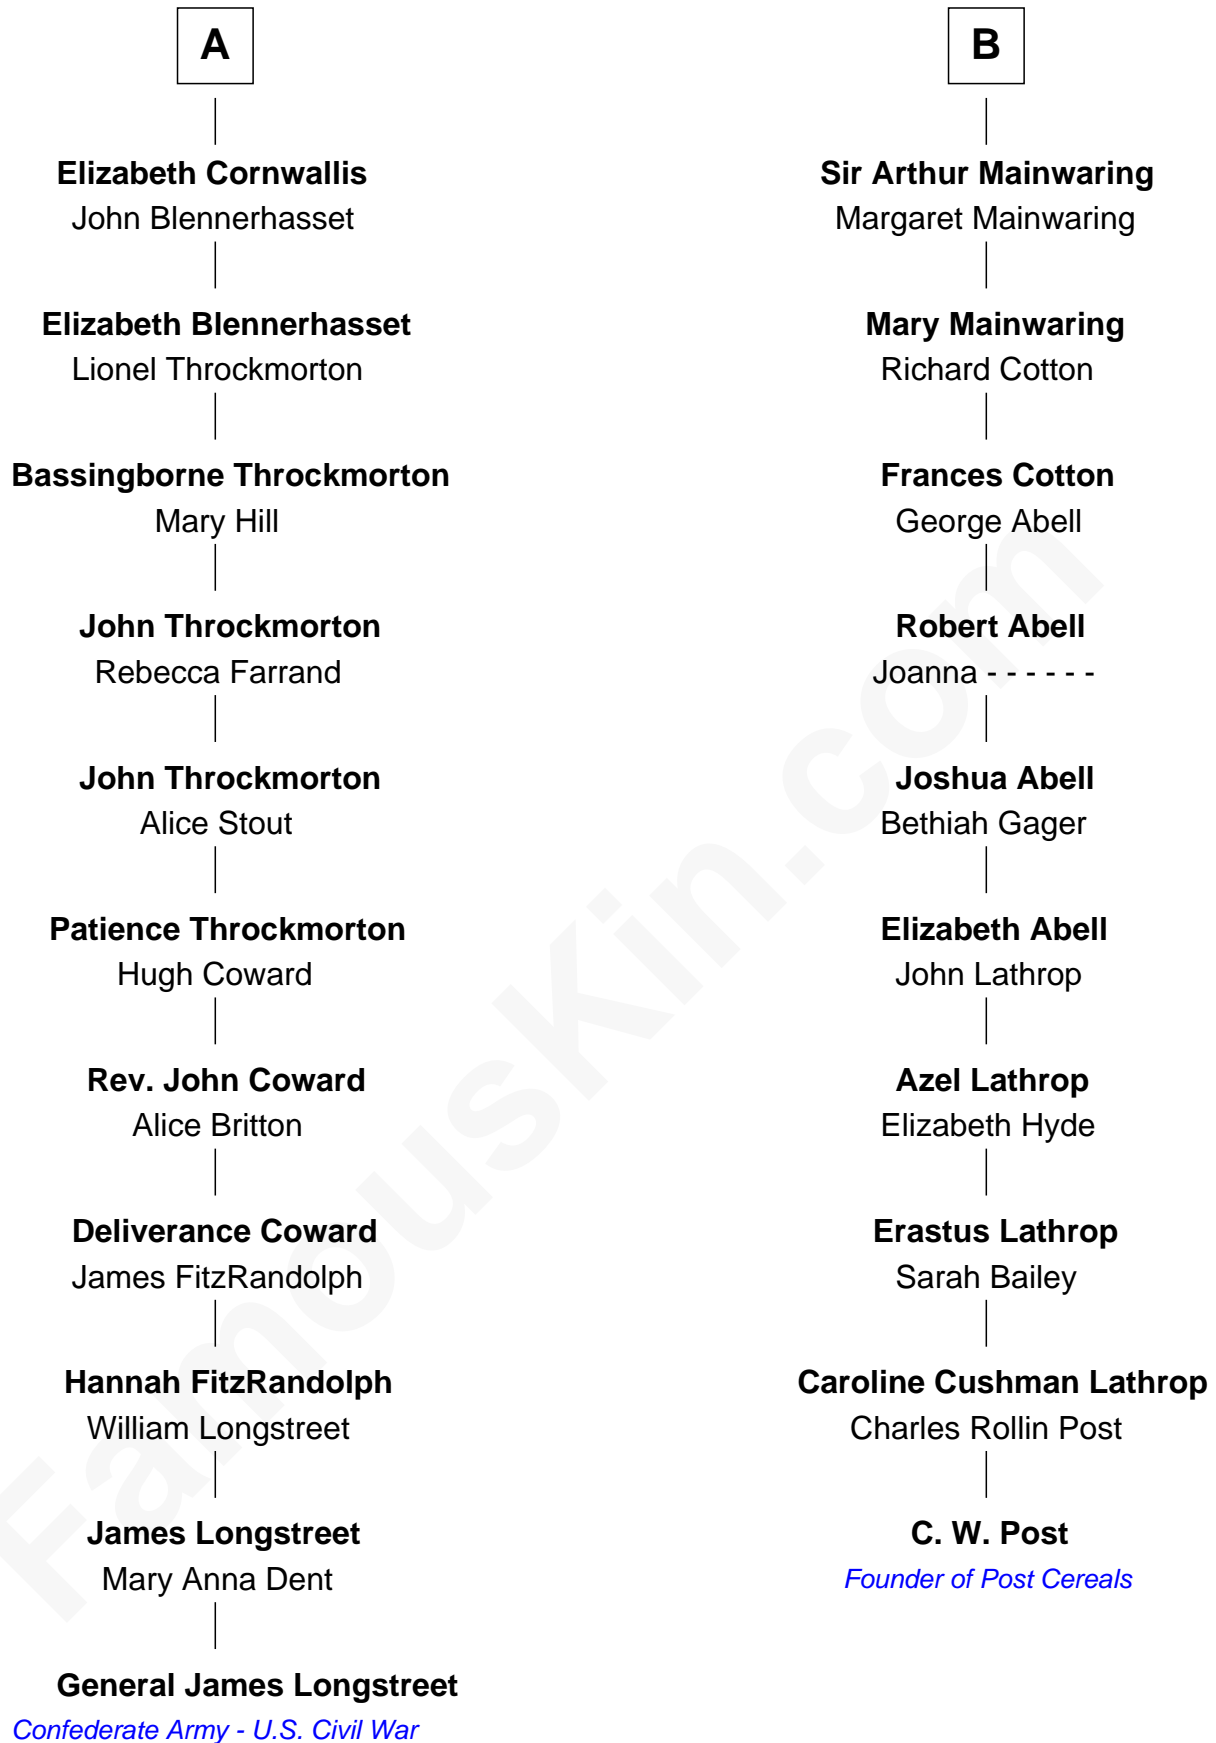 A
Elizabeth Cornwallis
John Blennerhasset
Elizabeth Blennerhasset
Lionel Throckmorton
Bassingborne Throckmorton
Mary Hill
John Throckmorton
Rebecca Farrand
John Throckmorton
Alice Stout
Patience Throckmorton
Hugh Coward
Rev. John Coward
Alice Britton
Deliverance Coward
James FitzRandolph
Hannah FitzRandolph
William Longstreet
James Longstreet
Mary Anna Dent
General James Longstreet
Confederate Army - U.S. Civil War
B
Sir Arthur Mainwaring
Margaret Mainwaring
Mary Mainwaring
Richard Cotton
Frances Cotton
George Abell
Robert Abell
Joanna - - - - - -
Joshua Abell
Bethiah Gager
Elizabeth Abell
John Lathrop
Azel Lathrop
Elizabeth Hyde
Erastus Lathrop
Sarah Bailey
Caroline Cushman Lathrop
Charles Rollin Post
C. W. Post
Founder of Post Cereals
FamousKin.com